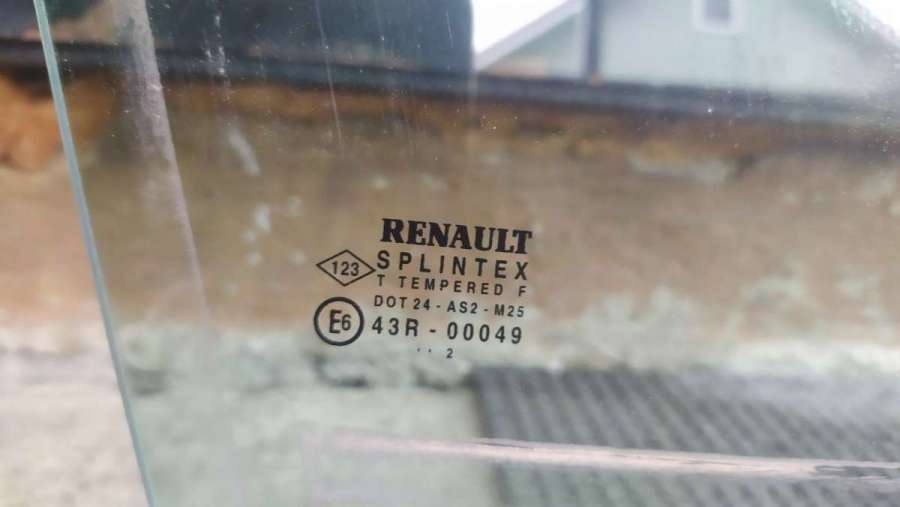 RENAULT
123 SPLINTEX
T TEMPERED F
DOT 24 - AS2 - M25
E6 43R - 00049
·· 2